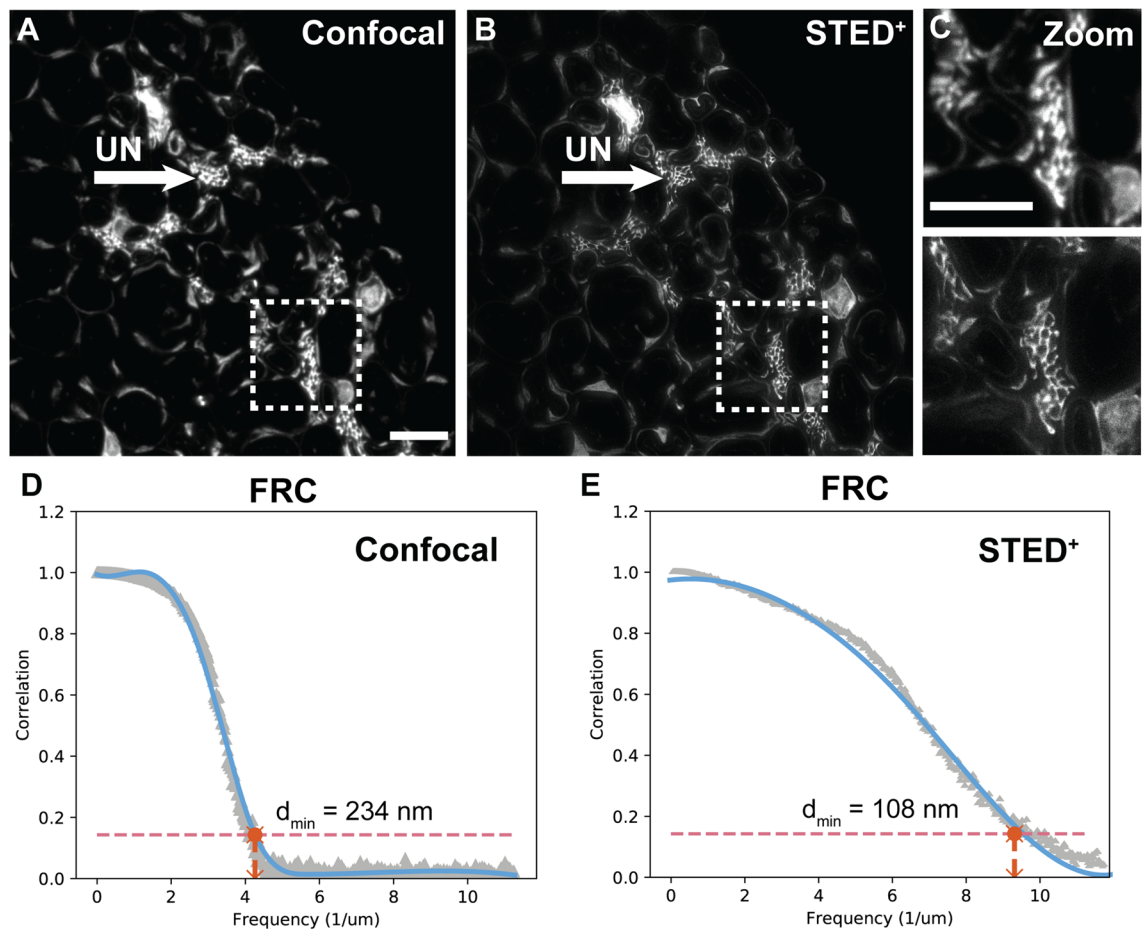 A Confocal
B STED⁺
C Zoom
UN
UN
D FRC
Confocal
1.2
1.0
0.8
0.6
0.4
0.2
0.0
Correlation
dmin = 234 nm
0 2 4 6 8 10
Frequency (1/um)
E FRC
STED⁺
1.2
1.0
0.8
0.6
0.4
0.2
0.0
Correlation
dmin = 108 nm
0 2 4 6 8 10
Frequency (1/um)